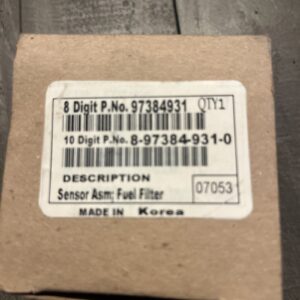 8 Digit P.No. 97384931 QTY1
10 Digit P.No. 8-97384-931-0
DESCRIPTION
Sensor Asm; Fuel Filter
07053
MADE IN Korea